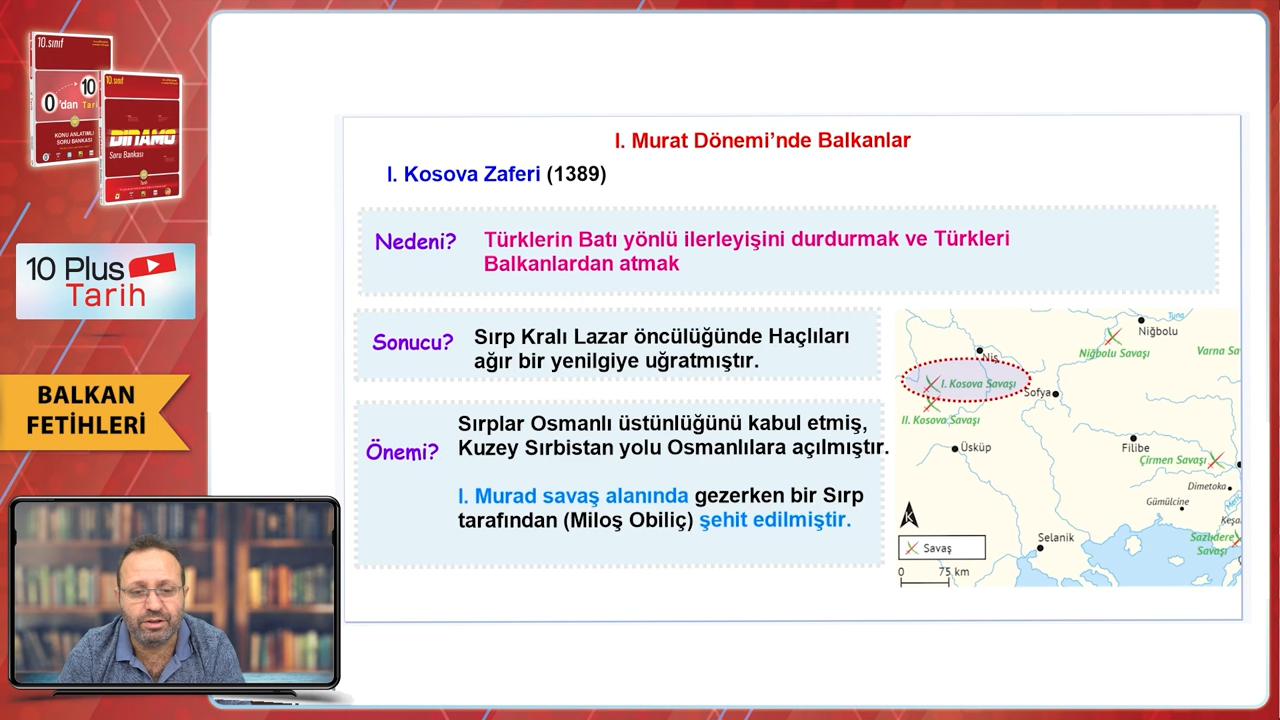 10.sınıf
0'dan 10
Tarih
KONU ANLATIMLI
SORU BANKASI
10.sınıf
DİNAMO
Soru Bankası
10 Plus
Tarih
BALKAN
FETİHLERİ
I. Murat Dönemi’nde Balkanlar
I. Kosova Zaferi (1389)
Nedeni?
Türklerin Batı yönlü ilerleyişini durdurmak ve Türkleri
Balkanlardan atmak
Sonucu?
Sırp Kralı Lazar öncülüğünde Haçlıları
ağır bir yenilgiye uğratmıştır.
Önemi?
Sırplar Osmanlı üstünlüğünü kabul etmiş,
Kuzey Sırbistan yolu Osmanlılara açılmıştır.
I. Murad savaş alanında gezerken bir Sırp
tarafından (Miloş Obiliç) şehit edilmiştir.
Tuna
Niğbolu
Niğbolu Savaşı
Varna Sa
Niş
I. Kosova Savaşı
Sofya
II. Kosova Savaşı
Üsküp
Filibe
Çirmen Savaşı
Dimetoka
Gümülcine
Keşa
Sazlıdere
Savaşı
Selanik
K
Savaş
0 75 km